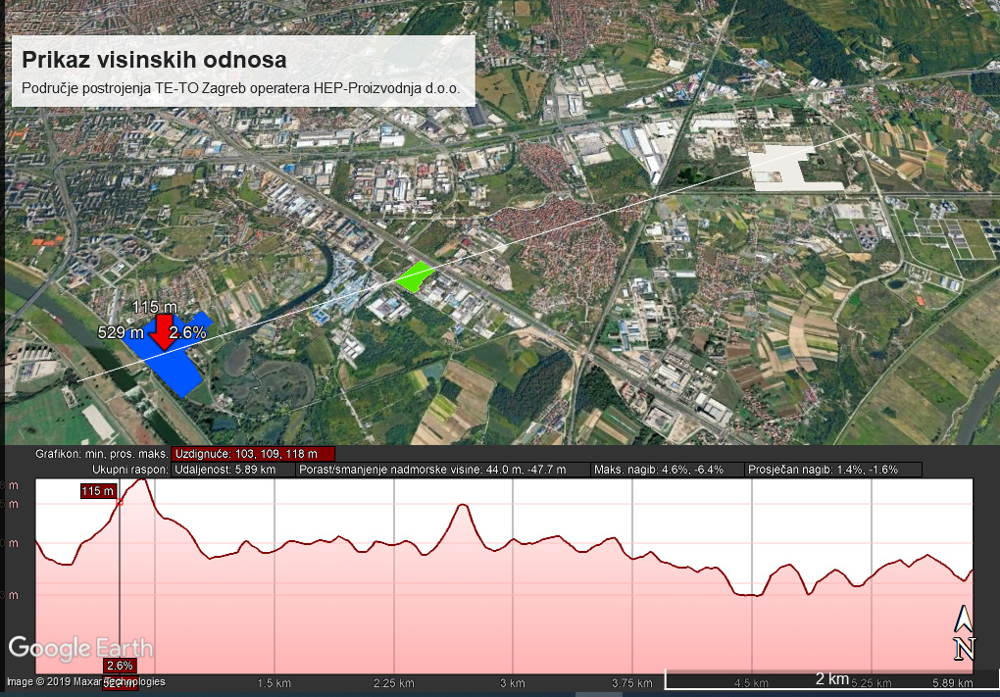 Prikaz visinskih odnosa
Područje postrojenja TE-TO Zagreb operatera HEP-Proizvodnja d.o.o.
115 m
529 m
2.6%
Grafikon: min, pros. maks. Uzdignuće: 103, 109, 118 m
Ukupni raspon: Udaljenost: 5.89 km Porast/smanjenje nadmorske visine: 44.0 m, -47.7 m Maks. nagib: 4.6%, -6.4% Prosječan nagib: 1.4%, -1.6%
115 m
m
m
m
m
N
Google Earth
2.6%
Image © 2019 Maxar Technologies
1.5 km 2.25 km 3 km 3.75 km 4.5 km 2 km 5.25 km 5.89 km